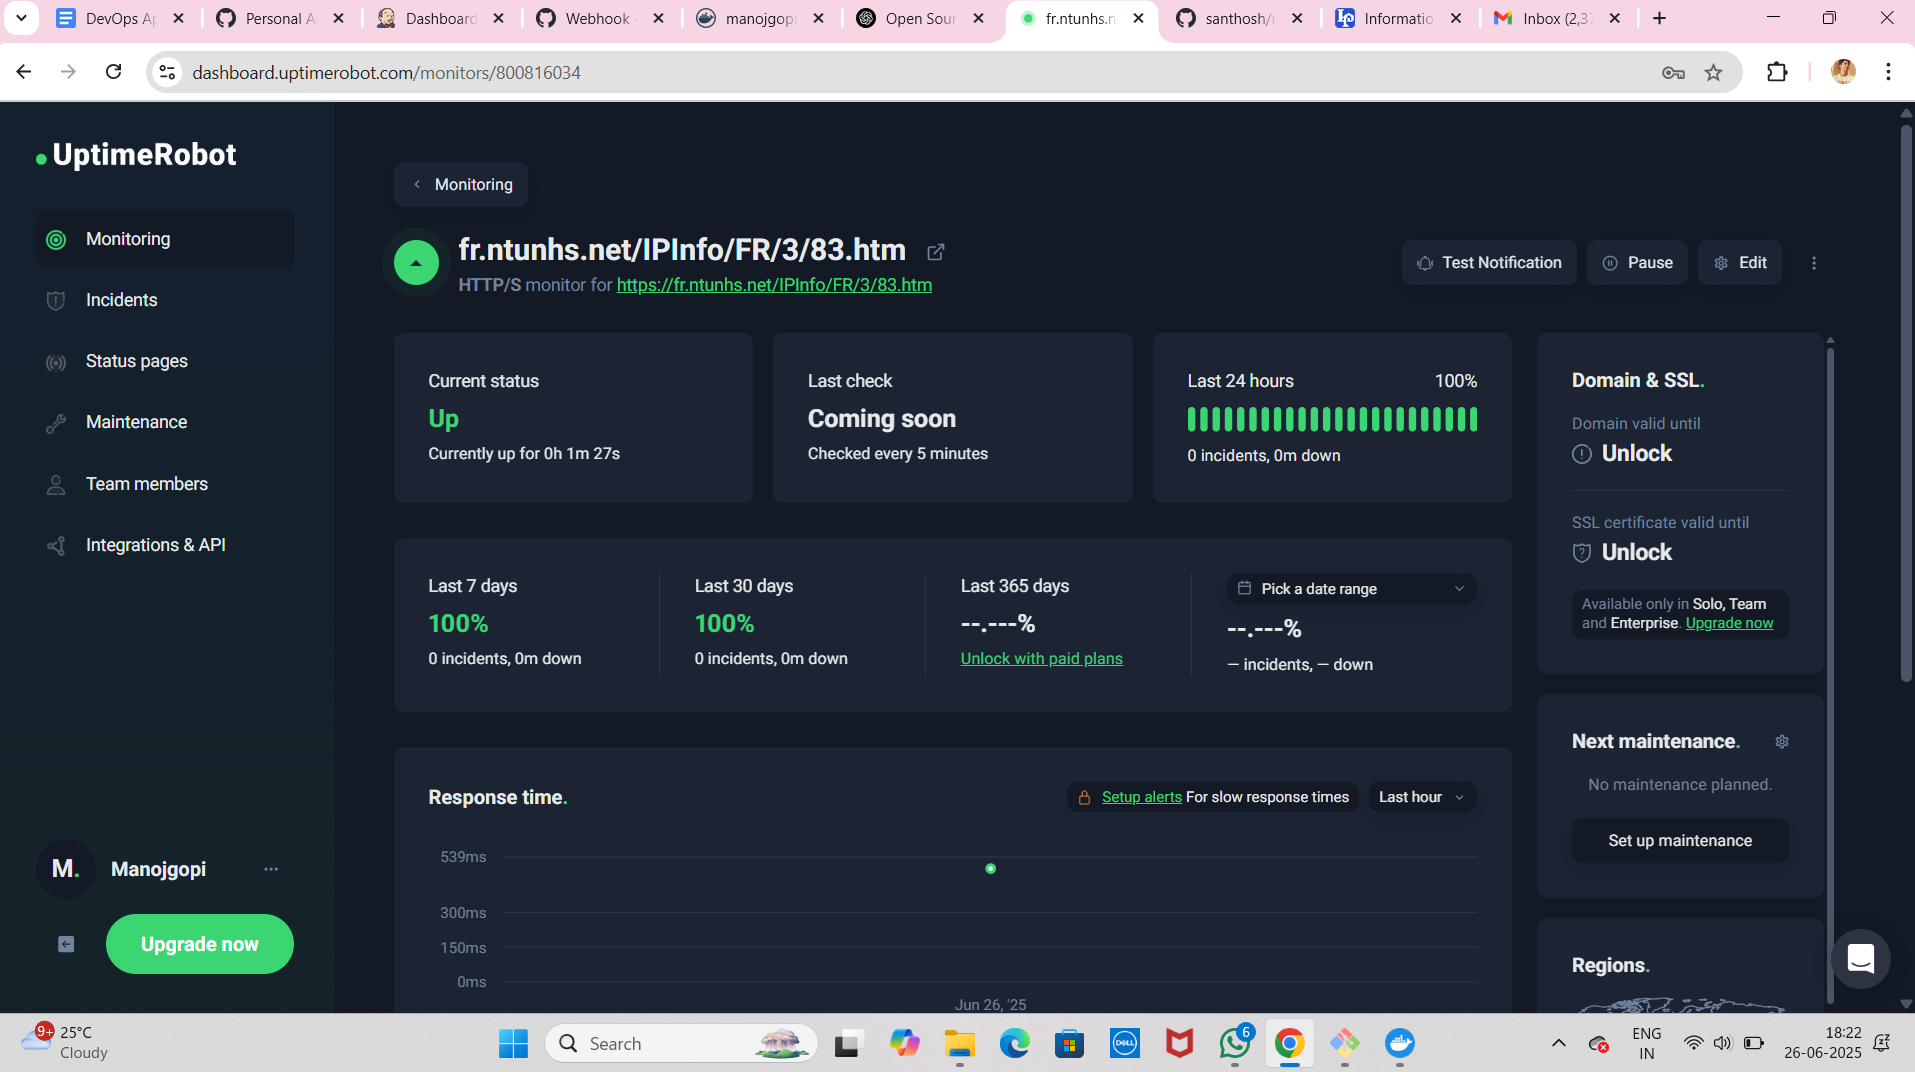 DevOps Ap
Personal A
Dashboard
Webhook
manojgopi
Open Sour
fr.ntunhs.n
santhosh/r
Informatio
Inbox (2,37
dashboard.uptimerobot.com/monitors/800816034
UptimeRobot
Monitoring
Incidents
Status pages
Maintenance
Team members
Integrations & API
M.
Manojgopi
Upgrade now
Monitoring
fr.ntunhs.net/IPInfo/FR/3/83.htm
HTTP/S monitor for https://fr.ntunhs.net/IPInfo/FR/3/83.htm
Test Notification
Pause
Edit
Current status
Up
Currently up for 0h 1m 27s
Last check
Coming soon
Checked every 5 minutes
Last 24 hours
100%
0 incidents, 0m down
Last 7 days
100%
0 incidents, 0m down
Last 30 days
100%
0 incidents, 0m down
Last 365 days
--.---%
Unlock with paid plans
Pick a date range
--.---%
— incidents, — down
Response time.
Setup alerts For slow response times
Last hour
539ms
300ms
150ms
0ms
Jun 26, '25
Domain & SSL.
Domain valid until
Unlock
SSL certificate valid until
Unlock
Available only in Solo, Team
and Enterprise. Upgrade now
Next maintenance.
No maintenance planned.
Set up maintenance
Regions.
9+
25°C
Cloudy
Search
DELL
6
ENG
IN
18:22
26-06-2025